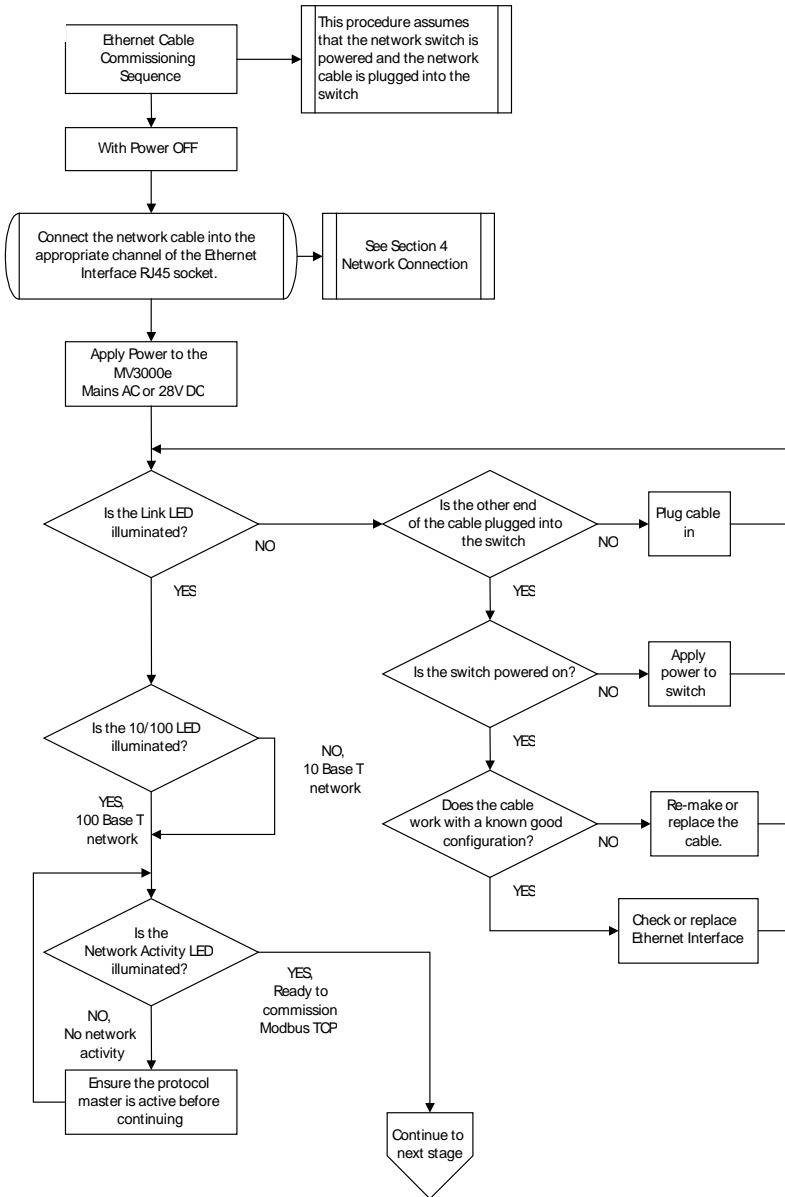 Ethernet Cable
Commissioning
Sequence
This procedure assumes
that the network switch is
powered and the network
cable is plugged into the
switch
With Power OFF
Connect the network cable into the
appropriate channel of the Ethernet
Interface RJ45 socket.
See Section 4
Network Connection
Apply Power to the
MV3000e
Mains AC or 28V DC
Is the Link LED
illuminated?
NO
YES
Is the other end
of the cable plugged into
the switch
NO
YES
Plug cable
in
Is the switch powered on?
NO
YES
Apply
power to
switch
Is the 10/100 LED
illuminated?
NO,
10 Base T
network
YES,
100 Base T
network
Does the cable
work with a known good
configuration?
NO
YES
Re-make or
replace the
cable.
Check or replace
Ethernet Interface
Is the
Network Activity LED
illuminated?
YES,
Ready to
commission
Modbus TCP
NO,
No network
activity
Ensure the protocol
master is active before
continuing
Continue to
next stage